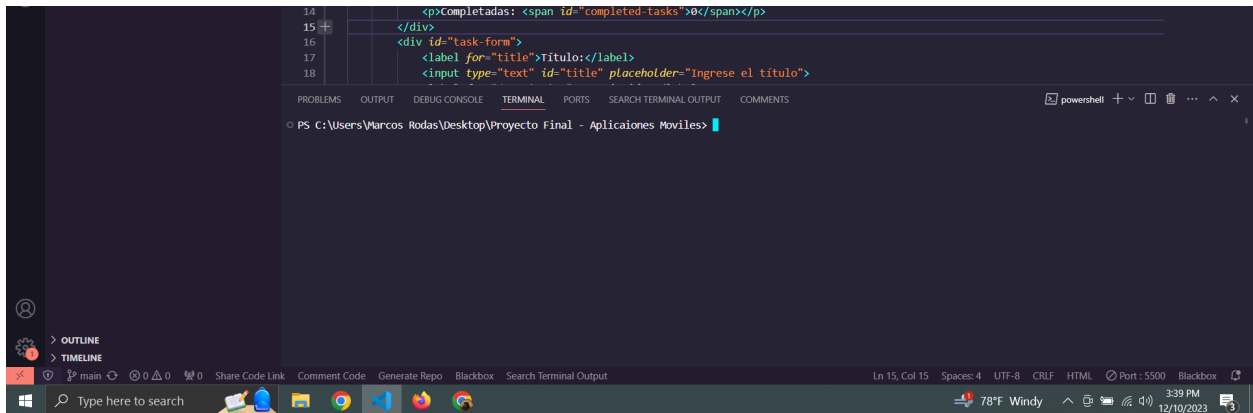 14 <p>Completadas: <span id="completed-tasks">0</span></p>
15 </div>
16 <div id="task-form">
17 <label for="title">Título:</label>
18 <input type="text" id="title" placeholder="Ingrese el título">
PROBLEMS OUTPUT DEBUG CONSOLE TERMINAL PORTS SEARCH TERMINAL OUTPUT COMMENTS powershell
PS C:\Users\Marcos Rodas\Desktop\Proyecto Final - Aplicaiones Moviles>
OUTLINE
1
TIMELINE
main 0 0 0 Share Code Link Comment Code Generate Repo Blackbox Search Terminal Output Ln 15, Col 15 Spaces: 4 UTF-8 CRLF HTML Port : 5500 Blackbox
Type here to search 78°F Windy 3:39 PM
12/10/2023 3